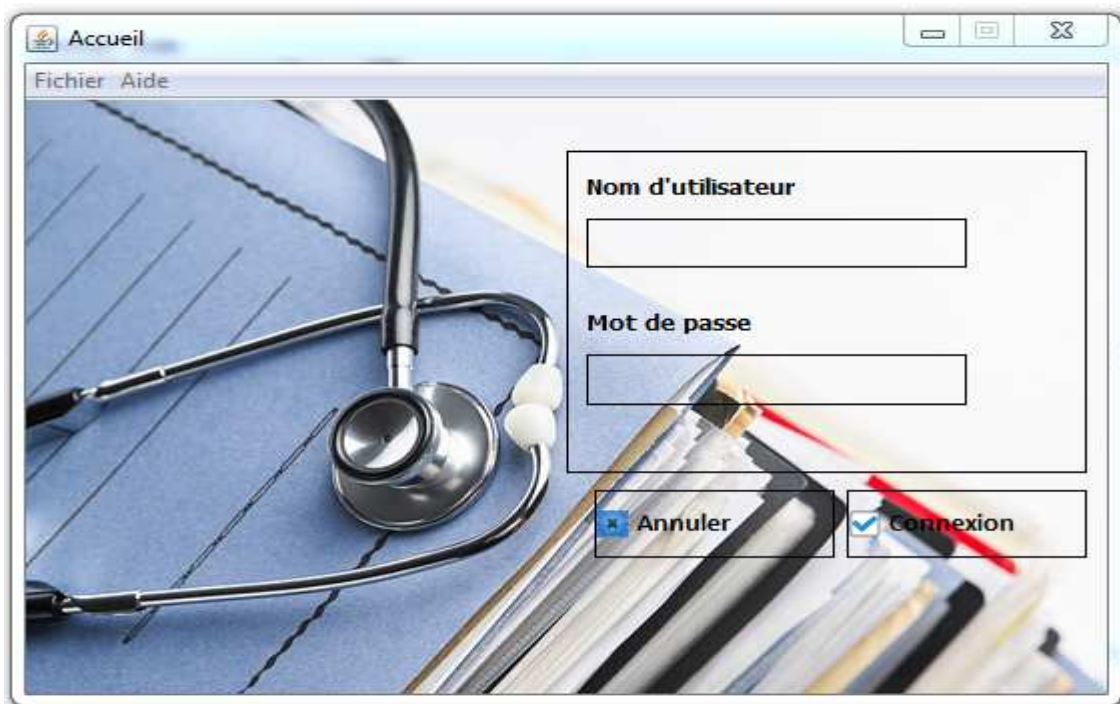 Accueil
Fichier Aide
Nom d'utilisateur
Mot de passe
Annuler
Connexion